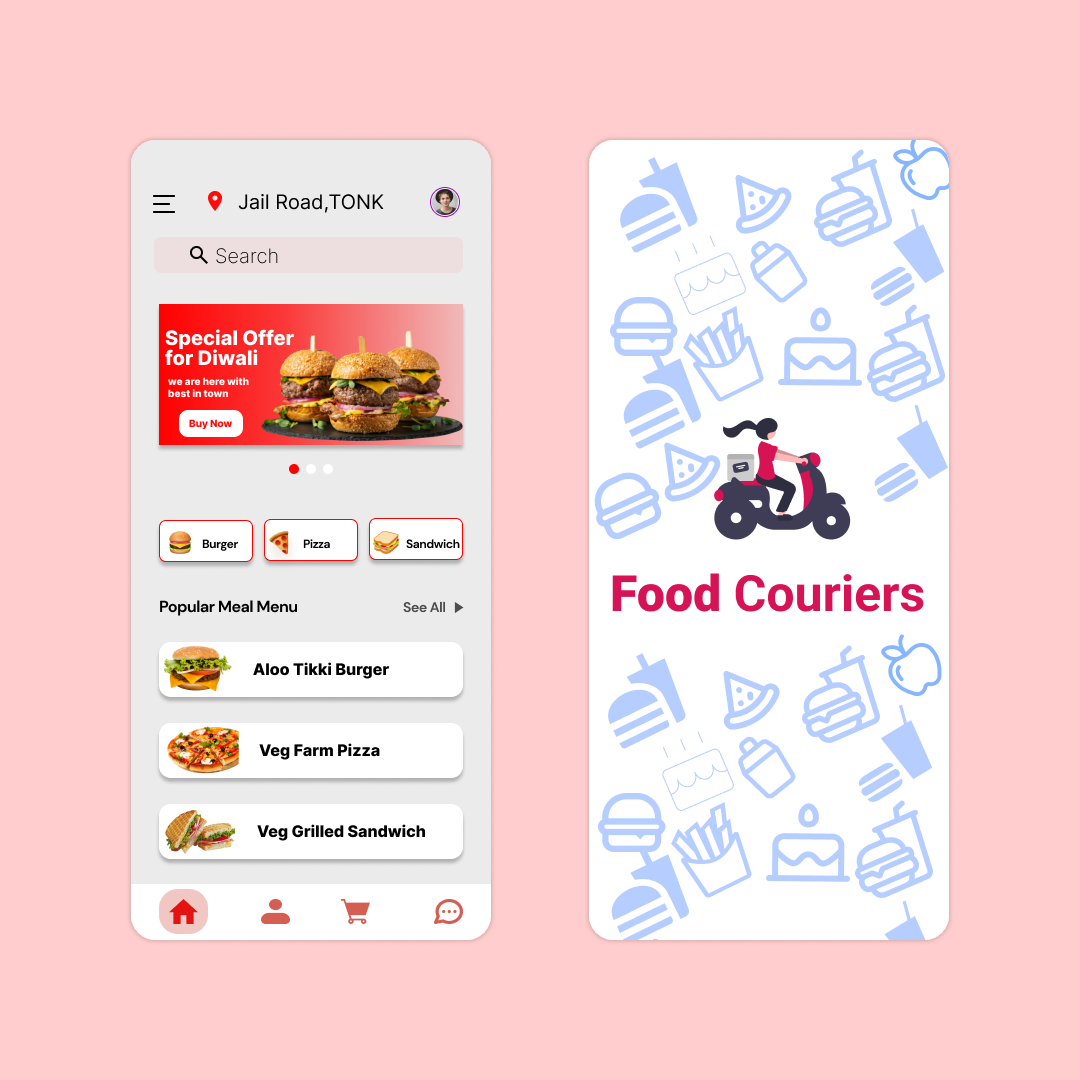 Jail Road,TONK
Search
Special Offer
for Diwali
we are here with
best in town
Buy Now
Burger
Pizza
Sandwich
Popular Meal Menu
See All
Aloo Tikki Burger
Veg Farm Pizza
Veg Grilled Sandwich
Food Couriers